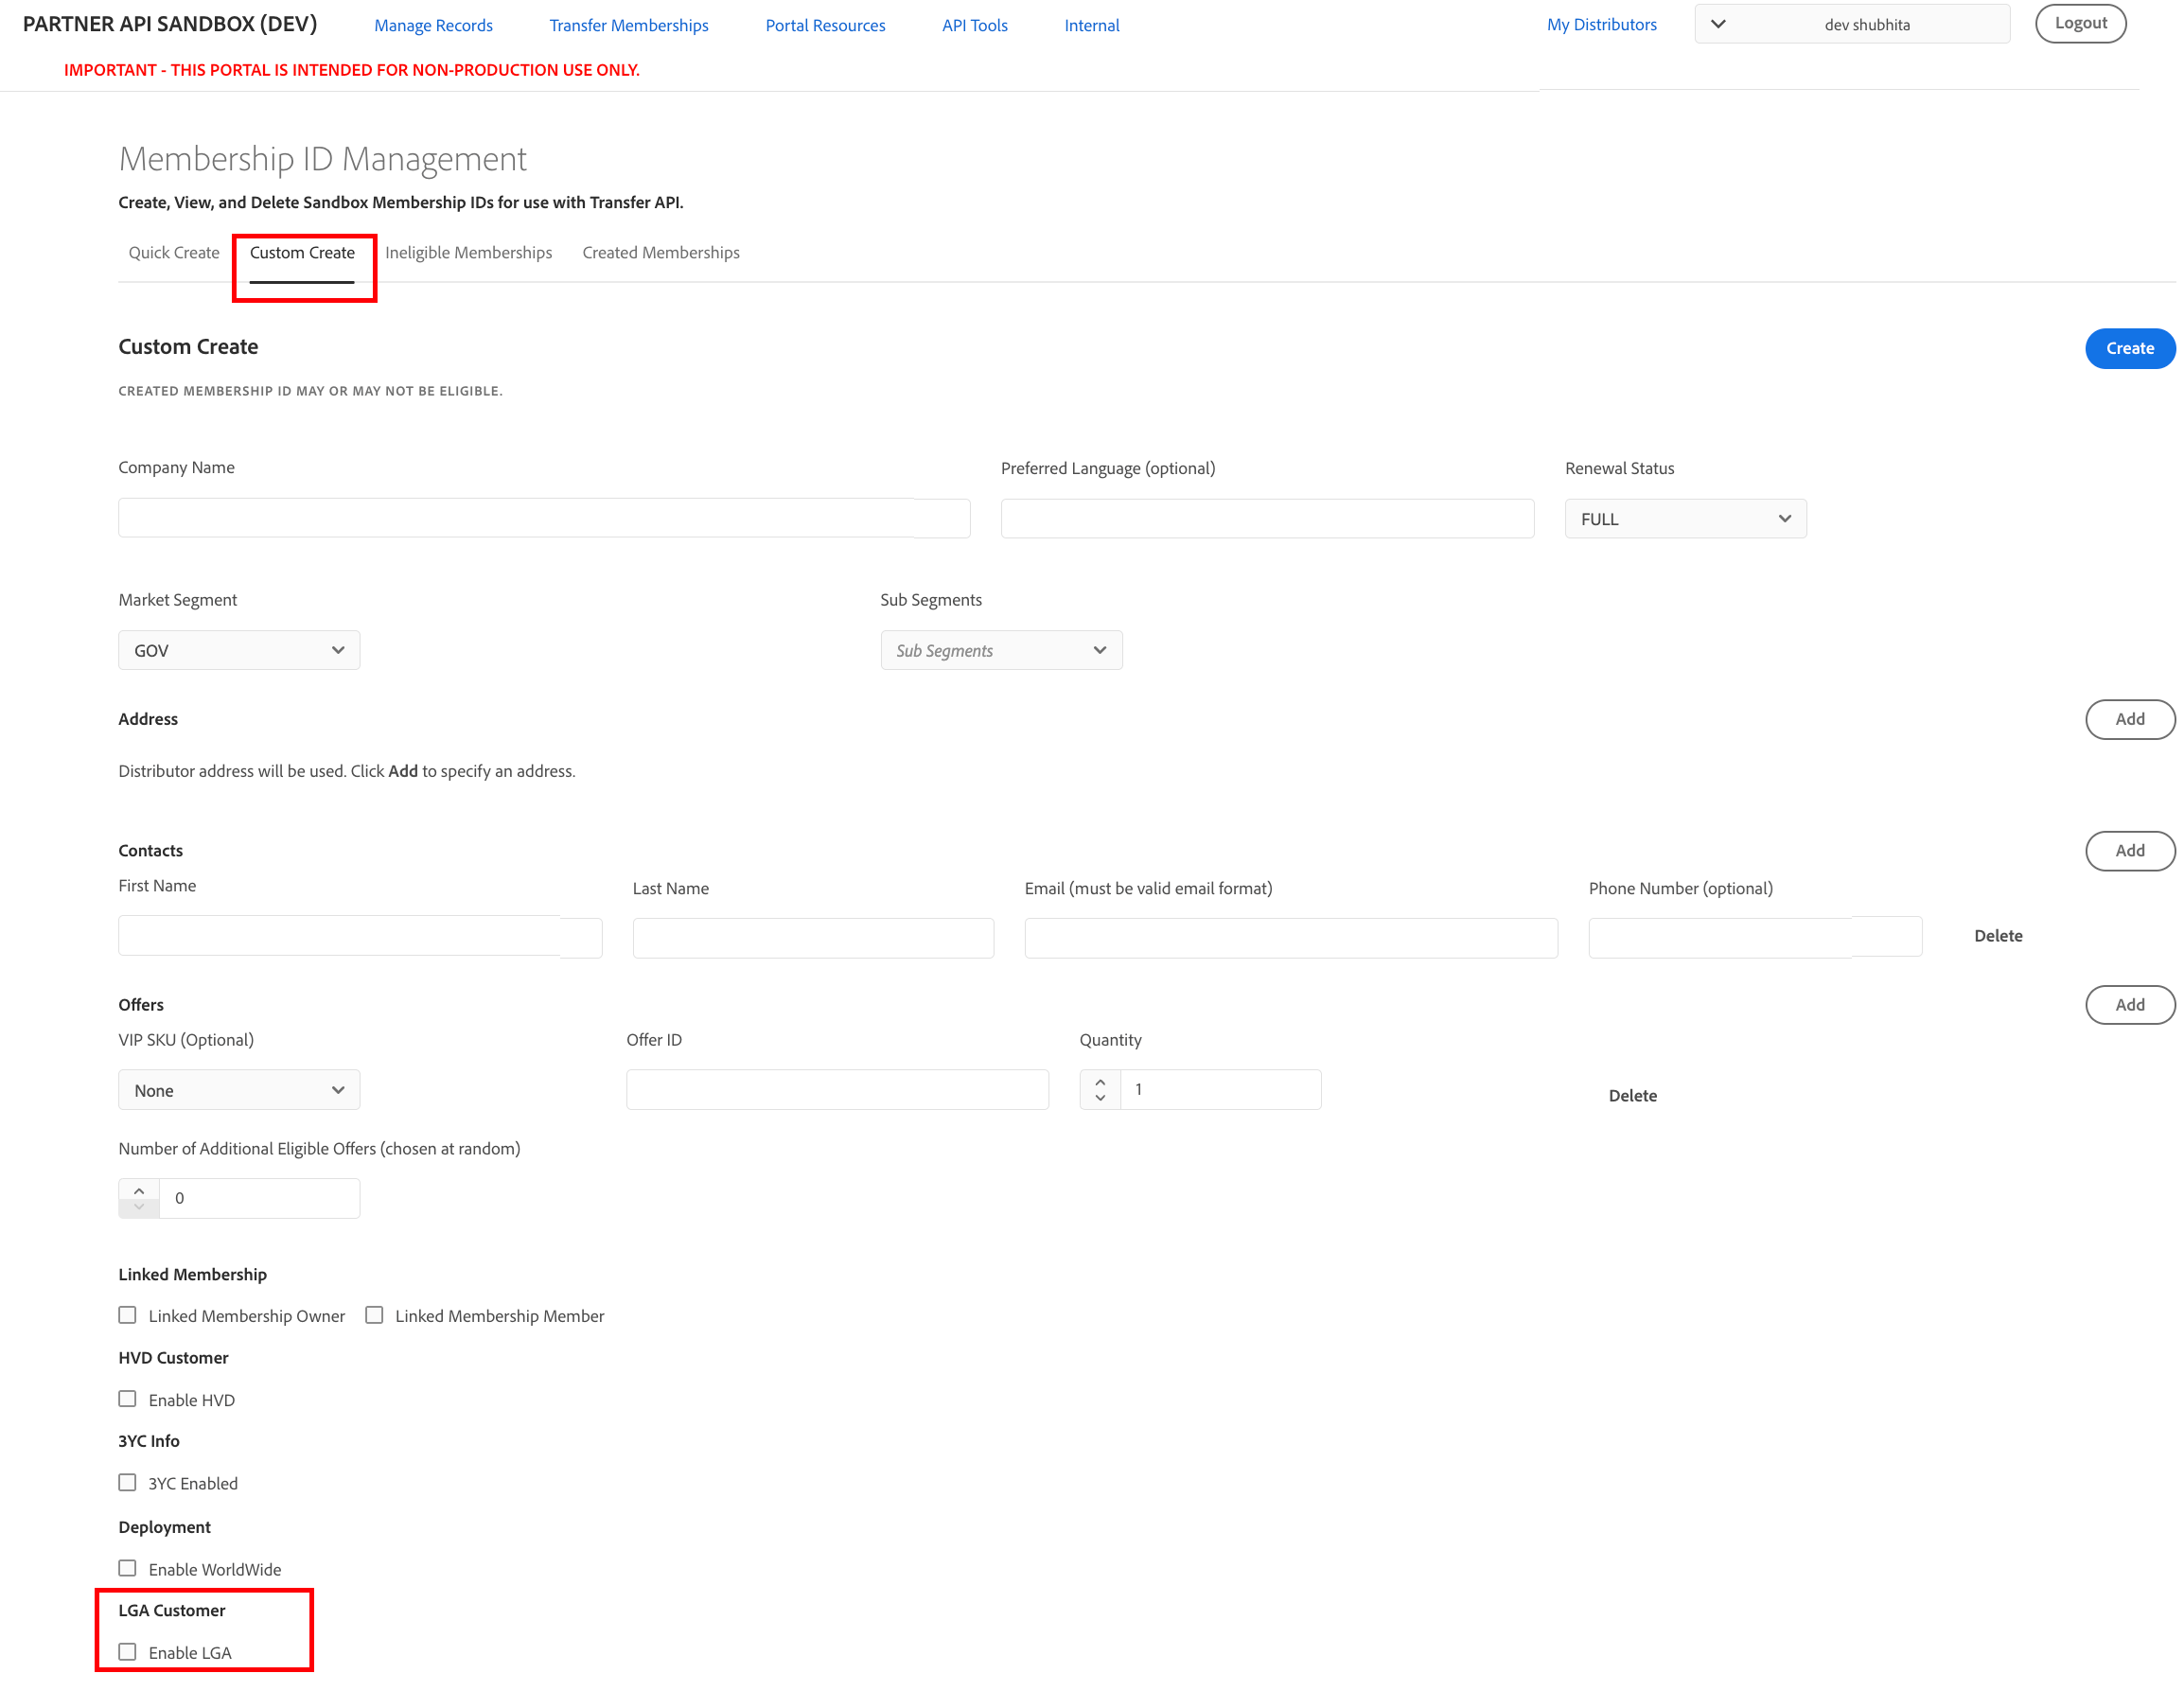 PARTNER API SANDBOX (DEV) Manage Records Transfer Memberships Portal Resources API Tools Internal My Distributors dev shubhita Logout
IMPORTANT - THIS PORTAL IS INTENDED FOR NON-PRODUCTION USE ONLY.
Membership ID Management
Create, View, and Delete Sandbox Membership IDs for use with Transfer API.
Quick Create Custom Create Ineligible Memberships Created Memberships
Custom Create Create
CREATED MEMBERSHIP ID MAY OR MAY NOT BE ELIGIBLE.
Company Name Preferred Language (optional) Renewal Status
FULL
Market Segment Sub Segments
GOV Sub Segments
Address Add
Distributor address will be used. Click Add to specify an address.
Contacts Add
First Name Last Name Email (must be valid email format) Phone Number (optional)
Delete
Offers Add
VIP SKU (Optional) Offer ID Quantity
None 1 Delete
Number of Additional Eligible Offers (chosen at random)
0
Linked Membership
Linked Membership Owner Linked Membership Member
HVD Customer
Enable HVD
3YC Info
3YC Enabled
Deployment
Enable WorldWide
LGA Customer
Enable LGA